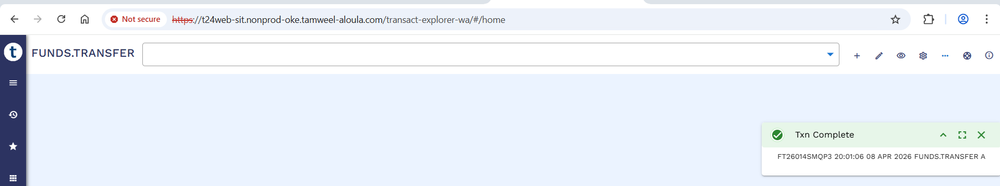 Not secure https://t24web-sit.nonprod-oke.tamweel-aloula.com/transact-explorer-wa/#/home
t FUNDS.TRANSFER
Txn Complete
FT26014SMQP3 20:01:06 08 APR 2026 FUNDS.TRANSFER A